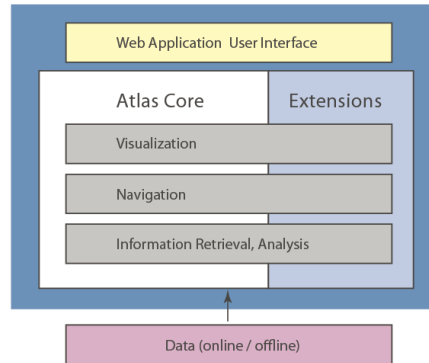 Web Application User Interface
Atlas Core
Extensions
Visualization
Navigation
Information Retrieval, Analysis
Data (online / offline)